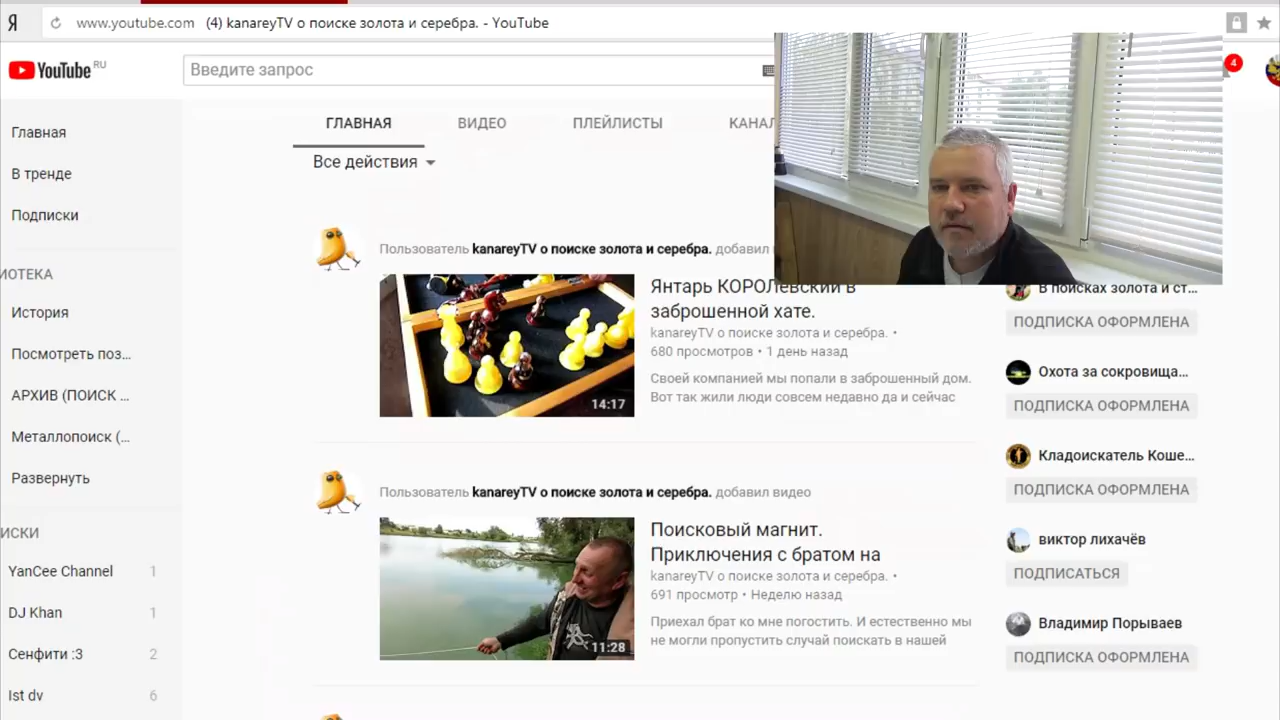 Я
www.youtube.com (4) kanareyTV о поиске золота и серебра. - YouTube
YouTube RU
Введите запрос
4
Главная
В тренде
Подписки
ИОТЕКА
История
Посмотреть поз...
АРХИВ (ПОИСК ...
Металлопоиск (...
Развернуть
ИСКИ
YanCee Channel 1
DJ Khan 1
Сенфити :3 2
Ist dv 6
ГЛАВНАЯ ВИДЕО ПЛЕЙЛИСТЫ КАНАЛ
Все действия
Пользователь kanareyTV о поиске золота и серебра. добавил
14:17
Янтарь КОРОЛевский в
заброшенной хате.
kanareyTV о поиске золота и серебра. •
680 просмотров • 1 день назад
Своей компанией мы попали в заброшенный дом.
Вот так жили люди совсем недавно да и сейчас
Пользователь kanareyTV о поиске золота и серебра. добавил видео
11:28
Поисковый магнит.
Приключения с братом на
kanareyTV о поиске золота и серебра. •
691 просмотр • Неделю назад
Приехал брат ко мне погостить. И естественно мы
не могли пропустить случай поискать в нашей
В поисках золота и ст...
ПОДПИСКА ОФОРМЛЕНА
Охота за сокровища...
ПОДПИСКА ОФОРМЛЕНА
Кладоискатель Коше...
ПОДПИСКА ОФОРМЛЕНА
виктор лихачёв
ПОДПИСАТЬСЯ
Владимир Порываев
ПОДПИСКА ОФОРМЛЕНА